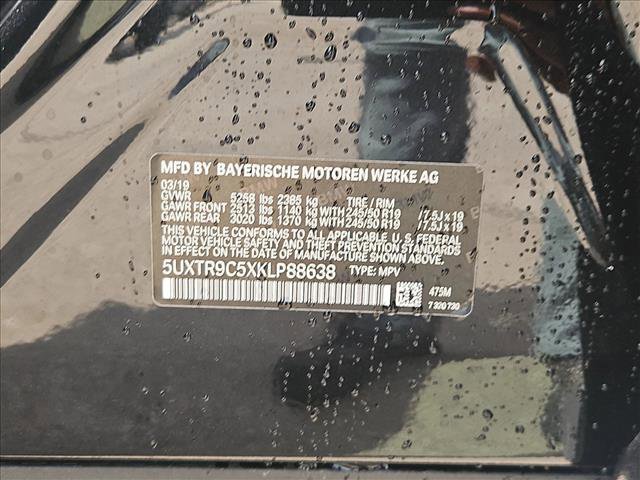 MFD BY BAYERISCHE MOTOREN WERKE AG
03/19
GVWR 5258 lbs 2385 kg TIRE / RIM
GAWR FRONT 2513 lbs 1140 kg WITH 245/50 R19 /7.5J x 19
GAWR REAR 3020 lbs 1370 kg WITH 245/50 R19 /7.5J x 19
THIS VEHICLE CONFORMS TO ALL APPLICABLE U.S. FEDERAL
MOTOR VEHICLE SAFETY AND THEFT PREVENTION STANDARDS
IN EFFECT ON THE DATE OF MANUFACTURE SHOWN ABOVE.
5UXTR9C5XKLP88638 TYPE: MPV
475M
7 320 730